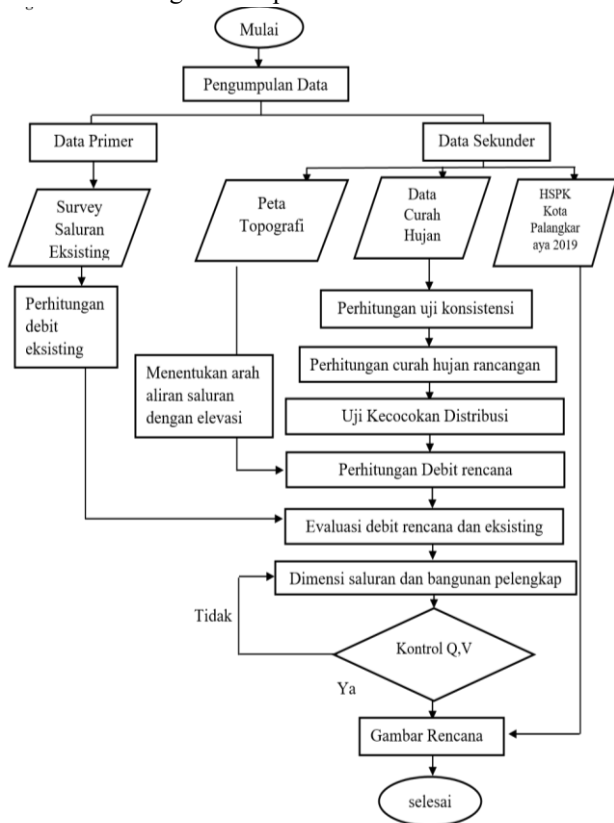 Mulai
Pengumpulan Data
Data Primer
Data Sekunder
Survey
Saluran
Eksisting
Peta
Topografi
Data
Curah
Hujan
HSPK
Kota
Palangkar
aya 2019
Perhitungan
debit
eksisting
Menentukan arah
aliran saluran
dengan elevasi
Perhitungan uji konsistensi
Perhitungan curah hujan rancangan
Uji Kecocokan Distribusi
Perhitungan Debit rencana
Evaluasi debit rencana dan eksisting
Dimensi saluran dan bangunan pelengkap
Tidak
Kontrol Q,V
Ya
Gambar Rencana
selesai